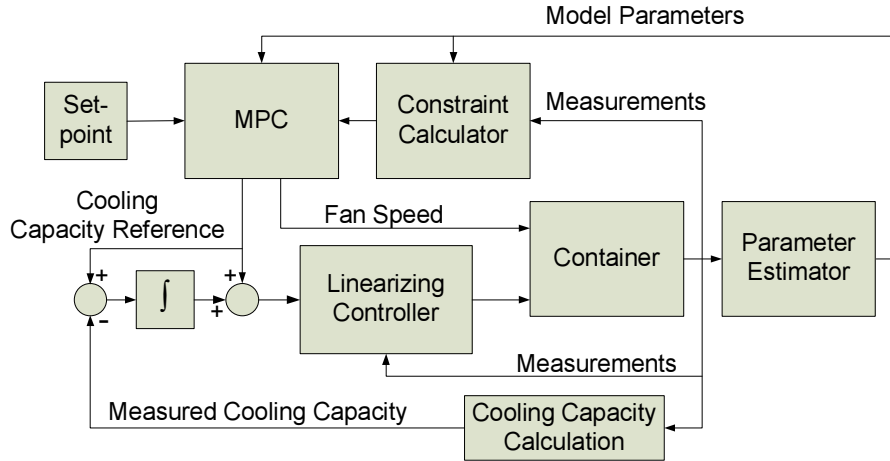 Model Parameters
Set-
point
MPC
Constraint
Calculator
Measurements
Cooling
Capacity Reference
Fan Speed
Container
Parameter
Estimator
+
-
∫
+
+
Linearizing
Controller
Measurements
Measured Cooling Capacity
Cooling Capacity
Calculation